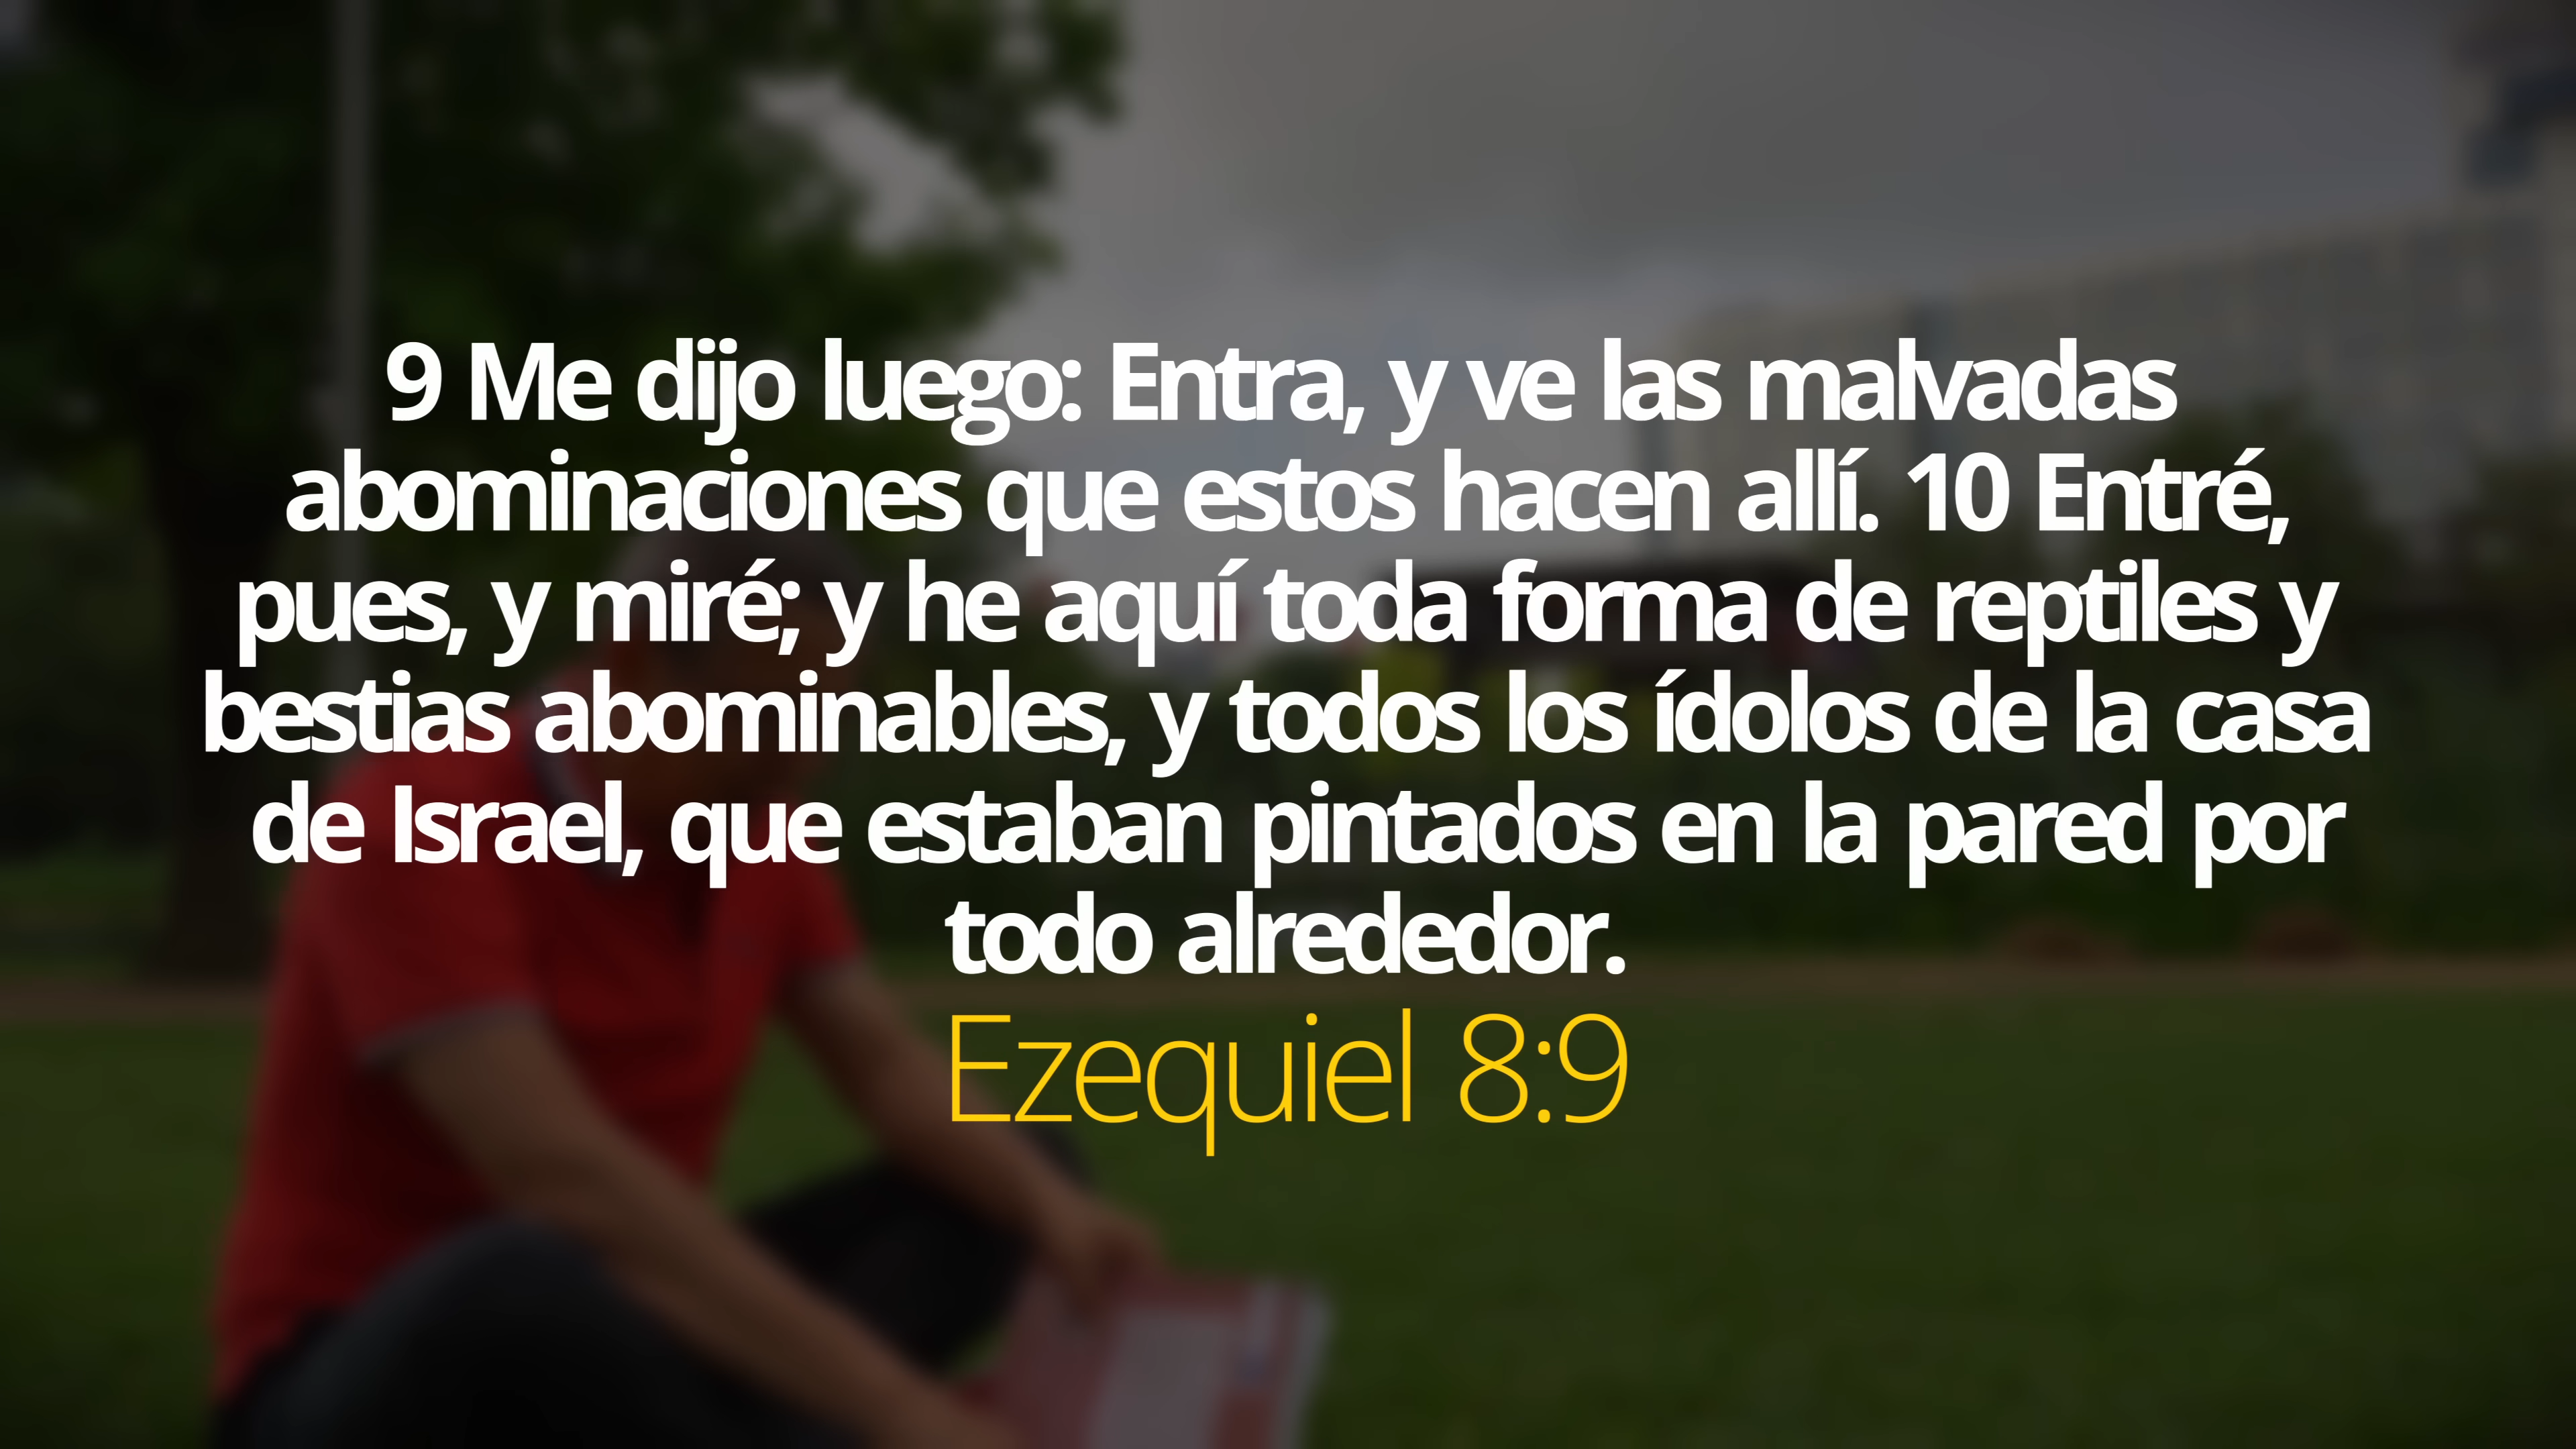 9 Me dijo luego: Entra, y ve las malvadas
abominaciones que estos hacen allí. 10 Entré,
pues, y miré; y he aquí toda forma de reptiles y
bestias abominables, y todos los ídolos de la casa
de Israel, que estaban pintados en la pared por
todo alrededor.
Ezequiel 8:9